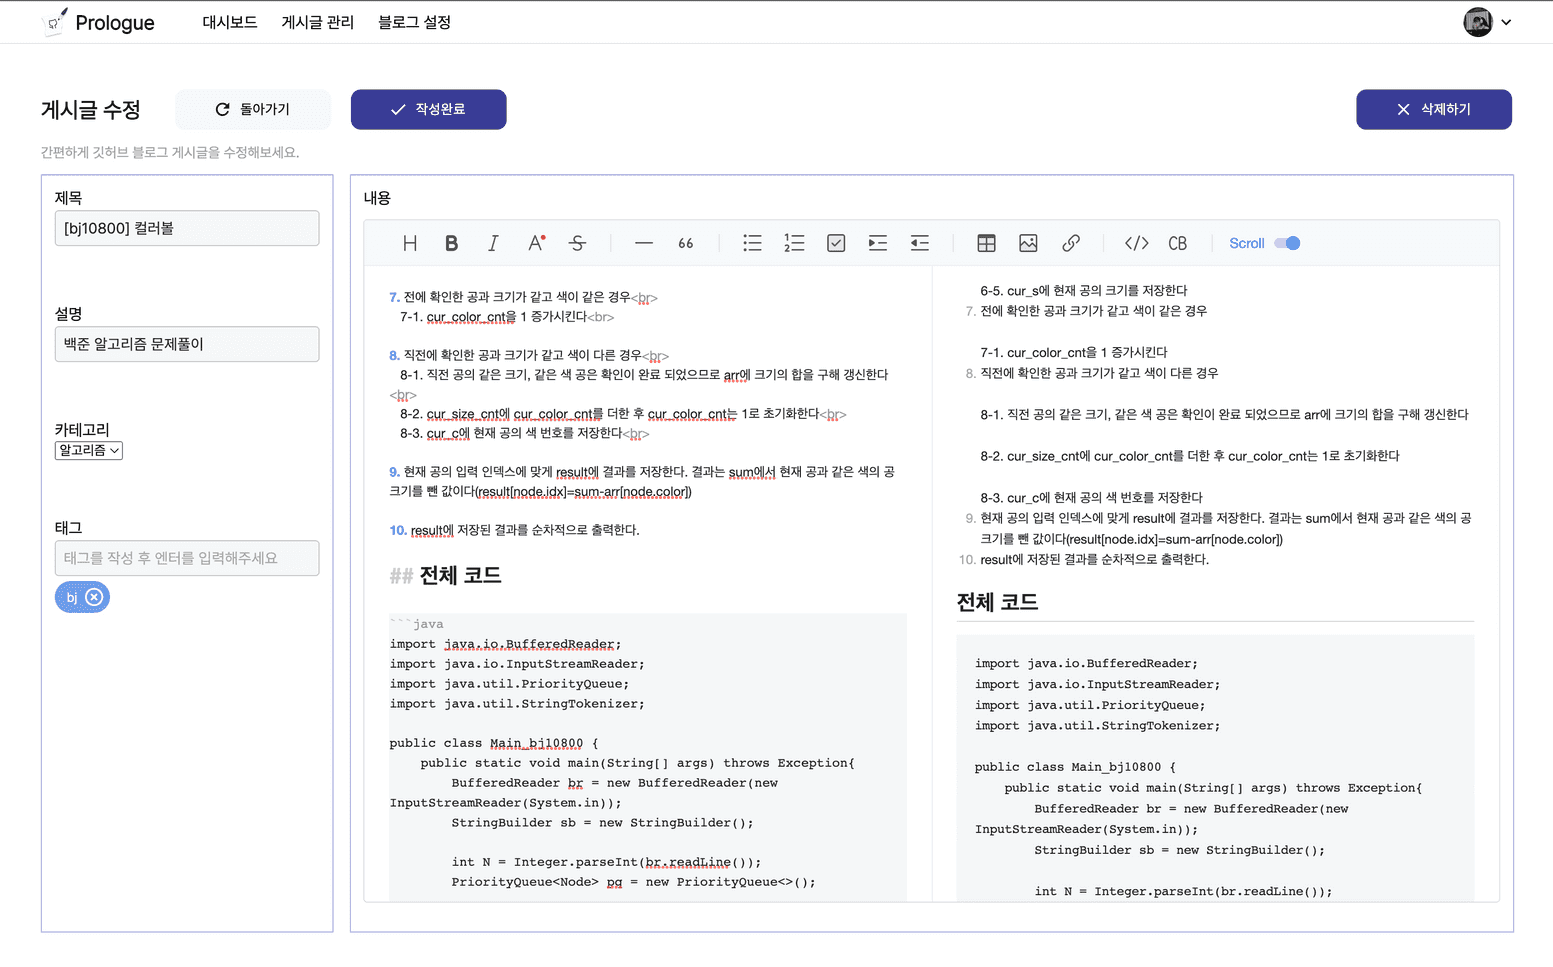 Prologue 대시보드 게시글 관리 블로그 설정
게시글 수정 돌아가기 작성완료 삭제하기
간편하게 깃허브 블로그 게시글을 수정해보세요.
제목
[bj10800] 컬러볼
설명
백준 알고리즘 문제풀이
카테고리
알고리즘
태그
태그를 작성 후 엔터를 입력해주세요
bj
내용
H B I A S 66 </> CB Scroll
7. 전에 확인한 공과 크기가 같고 색이 같은 경우<br>
7-1. cur_color_cnt을 1 증가시킨다<br>
8. 직전에 확인한 공과 크기가 같고 색이 다른 경우<br>
8-1. 직전 공의 같은 크기, 같은 색 공은 확인이 완료 되었으므로 arr에 크기의 합을 구해 갱신한다
<br>
8-2. cur_size_cnt에 cur_color_cnt를 더한 후 cur_color_cnt는 1로 초기화한다<br>
8-3. cur_c에 현재 공의 색 번호를 저장한다<br>
9. 현재 공의 입력 인덱스에 맞게 result에 결과를 저장한다. 결과는 sum에서 현재 공과 같은 색의 공
크기를 뺀 값이다(result[node.idx]=sum-arr[node.color])
10. result에 저장된 결과를 순차적으로 출력한다.
## 전체 코드
```java
import java.io.BufferedReader;
import java.io.InputStreamReader;
import java.util.PriorityQueue;
import java.util.StringTokenizer;
public class Main_bj10800 {
public static void main(String[] args) throws Exception{
BufferedReader br = new BufferedReader(new
InputStreamReader(System.in));
StringBuilder sb = new StringBuilder();
int N = Integer.parseInt(br.readLine());
PriorityQueue<Node> pq = new PriorityQueue<>();
6-5. cur_s에 현재 공의 크기를 저장한다
7. 전에 확인한 공과 크기가 같고 색이 같은 경우
7-1. cur_color_cnt을 1 증가시킨다
8. 직전에 확인한 공과 크기가 같고 색이 다른 경우
8-1. 직전 공의 같은 크기, 같은 색 공은 확인이 완료 되었으므로 arr에 크기의 합을 구해 갱신한다
8-2. cur_size_cnt에 cur_color_cnt를 더한 후 cur_color_cnt는 1로 초기화한다
8-3. cur_c에 현재 공의 색 번호를 저장한다
9. 현재 공의 입력 인덱스에 맞게 result에 결과를 저장한다. 결과는 sum에서 현재 공과 같은 색의 공
크기를 뺀 값이다(result[node.idx]=sum-arr[node.color])
10. result에 저장된 결과를 순차적으로 출력한다.
전체 코드
import java.io.BufferedReader;
import java.io.InputStreamReader;
import java.util.PriorityQueue;
import java.util.StringTokenizer;
public class Main_bj10800 {
public static void main(String[] args) throws Exception{
BufferedReader br = new BufferedReader(new
InputStreamReader(System.in));
StringBuilder sb = new StringBuilder();
int N = Integer.parseInt(br.readLine());